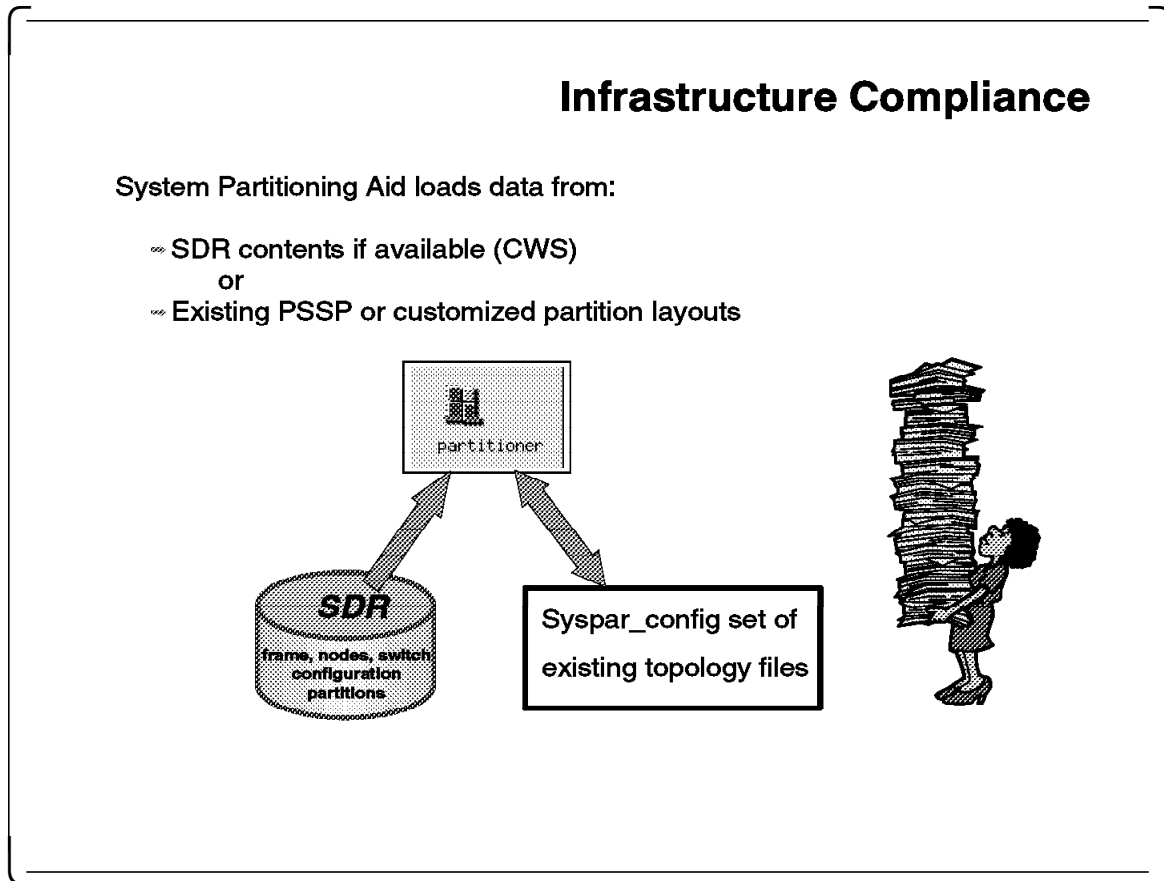 Infrastructure Compliance
System Partitioning Aid loads data from:
SDR contents if available (CWS)
or
Existing PSSP or customized partition layouts
partitioner
SDR
frame, nodes, switch
configuration
partitions
Syspar_config set of
existing topology files